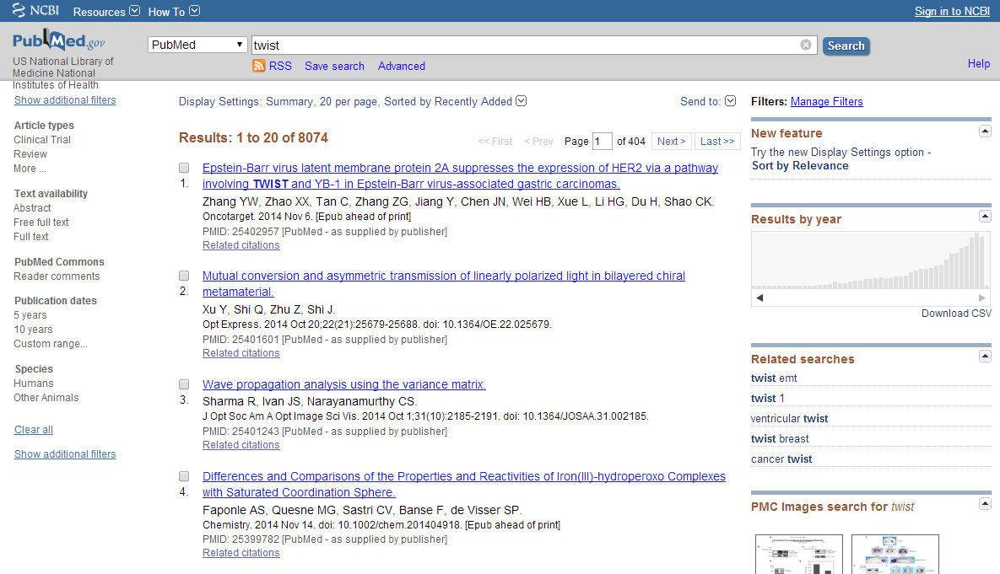 NCBI Resources How To Sign in to NCBI
PubMed.gov
US National Library of
Medicine National
Institutes of Health
PubMed twist Search
RSS Save search Advanced
Help
Show additional filters
Article types
Clinical Trial
Review
More ...
Text availability
Abstract
Free full text
Full text
PubMed Commons
Reader comments
Publication dates
5 years
10 years
Custom range...
Species
Humans
Other Animals
Clear all
Show additional filters
Display Settings: Summary, 20 per page, Sorted by Recently Added Send to:
Results: 1 to 20 of 8074
<< First < Prev Page 1 of 404 Next > Last >>
Epstein-Barr virus latent membrane protein 2A suppresses the expression of HER2 via a pathway
1. involving TWIST and YB-1 in Epstein-Barr virus-associated gastric carcinomas.
Zhang YW, Zhao XX, Tan C, Zhang ZG, Jiang Y, Chen JN, Wei HB, Xue L, Li HG, Du H, Shao CK.
Oncotarget. 2014 Nov 6. [Epub ahead of print]
PMID: 25402957 [PubMed - as supplied by publisher]
Related citations
Mutual conversion and asymmetric transmission of linearly polarized light in bilayered chiral
2. metamaterial.
Xu Y, Shi Q, Zhu Z, Shi J.
Opt Express. 2014 Oct 20;22(21):25679-25688. doi: 10.1364/OE.22.025679.
PMID: 25401601 [PubMed - as supplied by publisher]
Related citations
Wave propagation analysis using the variance matrix.
3. Sharma R, Ivan JS, Narayanamurthy CS.
J Opt Soc Am A Opt Image Sci Vis. 2014 Oct 1;31(10):2185-2191. doi: 10.1364/JOSAA.31.002185.
PMID: 25401243 [PubMed - as supplied by publisher]
Related citations
Differences and Comparisons of the Properties and Reactivities of Iron(III)-hydroperoxo Complexes
4. with Saturated Coordination Sphere.
Faponle AS, Quesne MG, Sastri CV, Banse F, de Visser SP.
Chemistry. 2014 Nov 14. doi: 10.1002/chem.201404918. [Epub ahead of print]
PMID: 25399782 [PubMed - as supplied by publisher]
Related citations
Filters: Manage Filters
New feature
Try the new Display Settings option -
Sort by Relevance
Results by year
Download CSV
Related searches
twist emt
twist 1
ventricular twist
twist breast
cancer twist
PMC Images search for twist